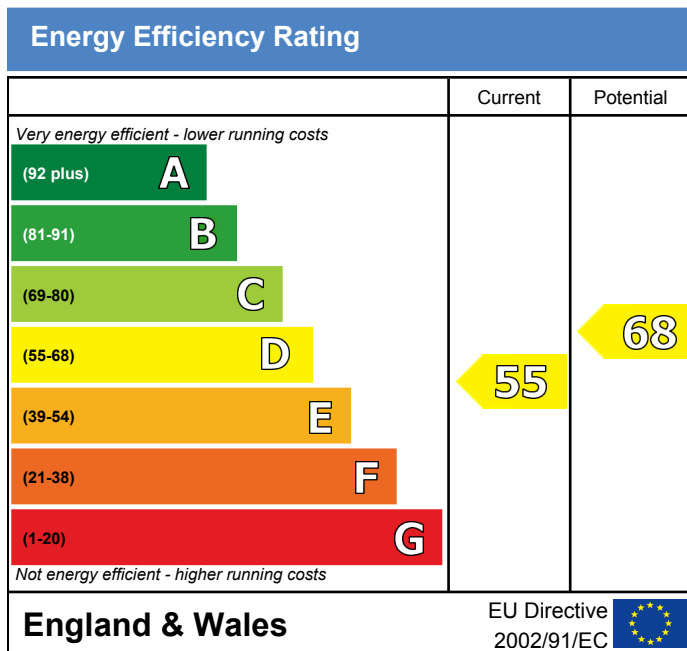 Energy Efficiency Rating
Current Potential
Very energy efficient - lower running costs
(92 plus) A
(81-91) B
(69-80) C
(55-68) D
(39-54) E
(21-38) F
(1-20) G
55
68
Not energy efficient - higher running costs
England & Wales
EU Directive
2002/91/EC